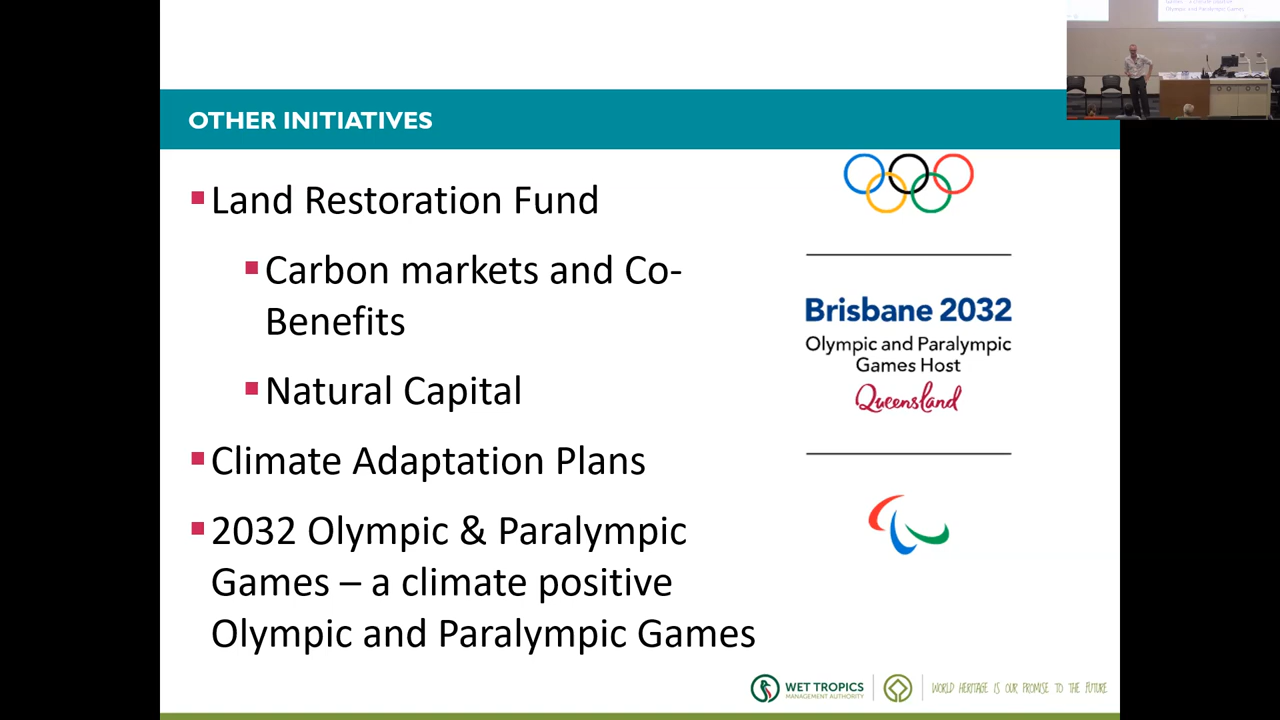 OTHER INITIATIVES
Land Restoration Fund
Carbon markets and Co-
Benefits
Natural Capital
Climate Adaptation Plans
2032 Olympic & Paralympic
Games – a climate positive
Olympic and Paralympic Games
Brisbane 2032
Olympic and Paralympic
Games Host
Queensland
WET TROPICS
MANAGEMENT AUTHORITY
WORLD HERITAGE IS OUR PROMISE TO THE FUTURE